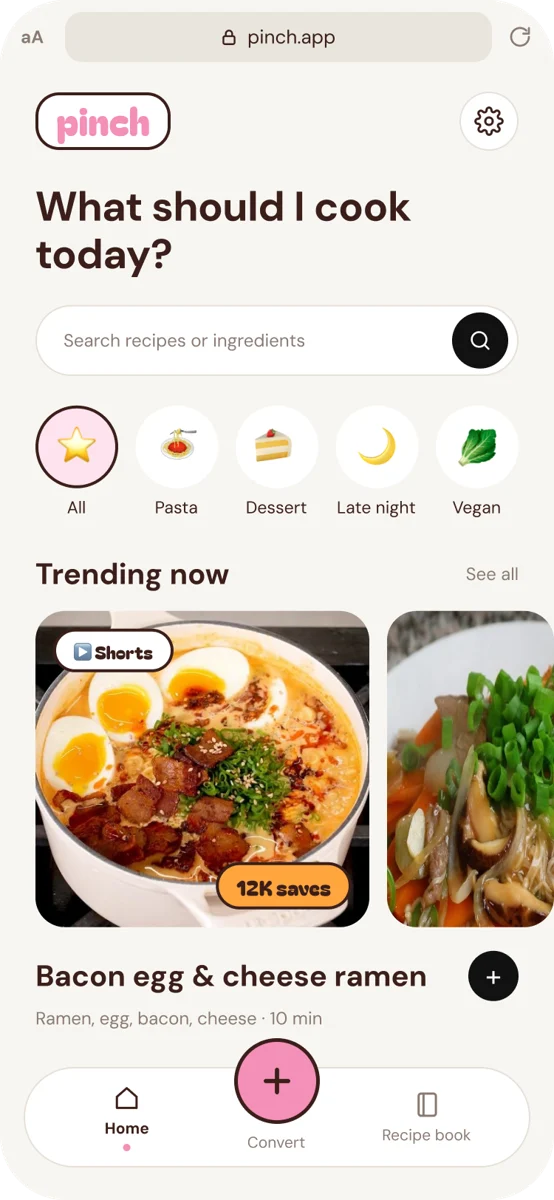 aA
pinch.app
pinch
What should I cook
today?
Search recipes or ingredients
All
Pasta
Dessert
Late night
Vegan
Trending now
See all
Shorts
12K saves
Bacon egg & cheese ramen
Ramen, egg, bacon, cheese · 10 min
Home
Convert
Recipe book